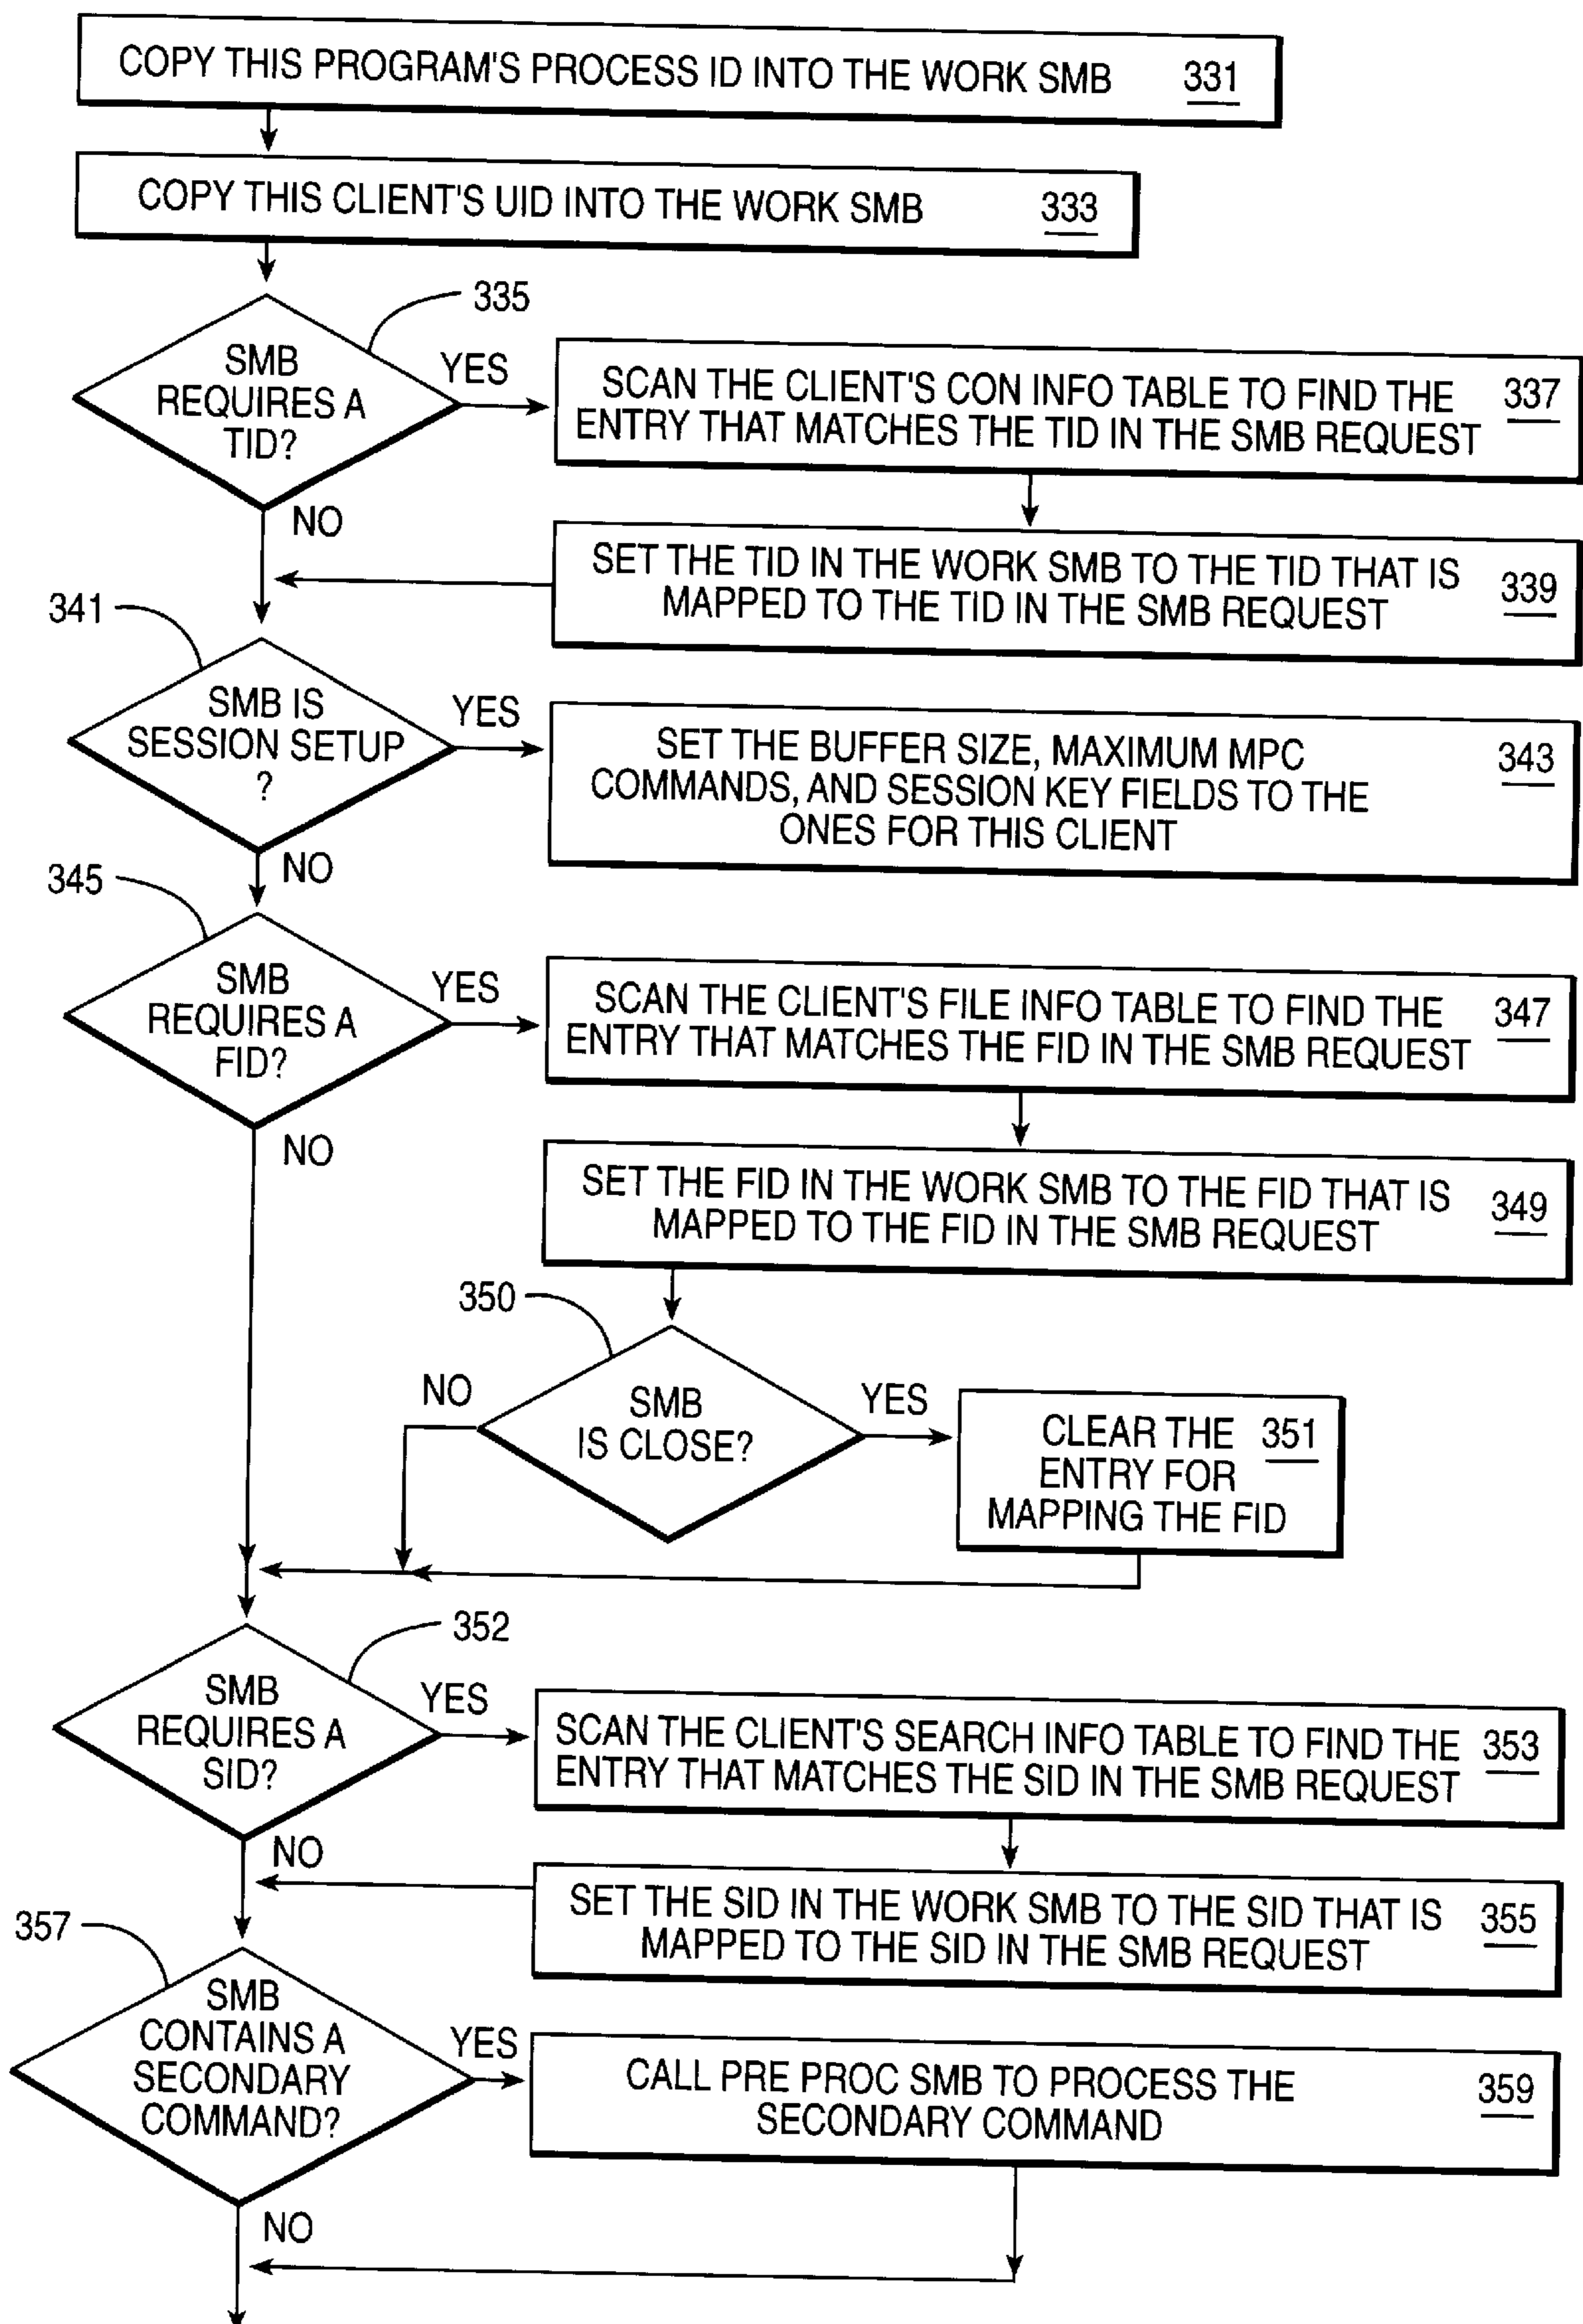 COPY THIS PROGRAM'S PROCESS ID INTO THE WORK SMB 331
COPY THIS CLIENT'S UID INTO THE WORK SMB 333
335
SMB
REQUIRES A
TID?
YES
NO
SCAN THE CLIENT'S CON INFO TABLE TO FIND THE 337
ENTRY THAT MATCHES THE TID IN THE SMB REQUEST
SET THE TID IN THE WORK SMB TO THE TID THAT IS 339
MAPPED TO THE TID IN THE SMB REQUEST
341
SMB IS
SESSION SETUP
?
YES
NO
SET THE BUFFER SIZE, MAXIMUM MPC 343
COMMANDS, AND SESSION KEY FIELDS TO THE
ONES FOR THIS CLIENT
345
SMB
REQUIRES A
FID?
YES
NO
SCAN THE CLIENT'S FILE INFO TABLE TO FIND THE 347
ENTRY THAT MATCHES THE FID IN THE SMB REQUEST
SET THE FID IN THE WORK SMB TO THE FID THAT IS 349
MAPPED TO THE FID IN THE SMB REQUEST
350
NO
SMB
IS CLOSE?
YES
CLEAR THE 351
ENTRY FOR
MAPPING THE FID
352
SMB
REQUIRES A
SID?
YES
NO
SCAN THE CLIENT'S SEARCH INFO TABLE TO FIND THE 353
ENTRY THAT MATCHES THE SID IN THE SMB REQUEST
SET THE SID IN THE WORK SMB TO THE SID THAT IS 355
MAPPED TO THE SID IN THE SMB REQUEST
357
SMB
CONTAINS A
SECONDARY
COMMAND?
YES
NO
CALL PRE PROC SMB TO PROCESS THE 359
SECONDARY COMMAND